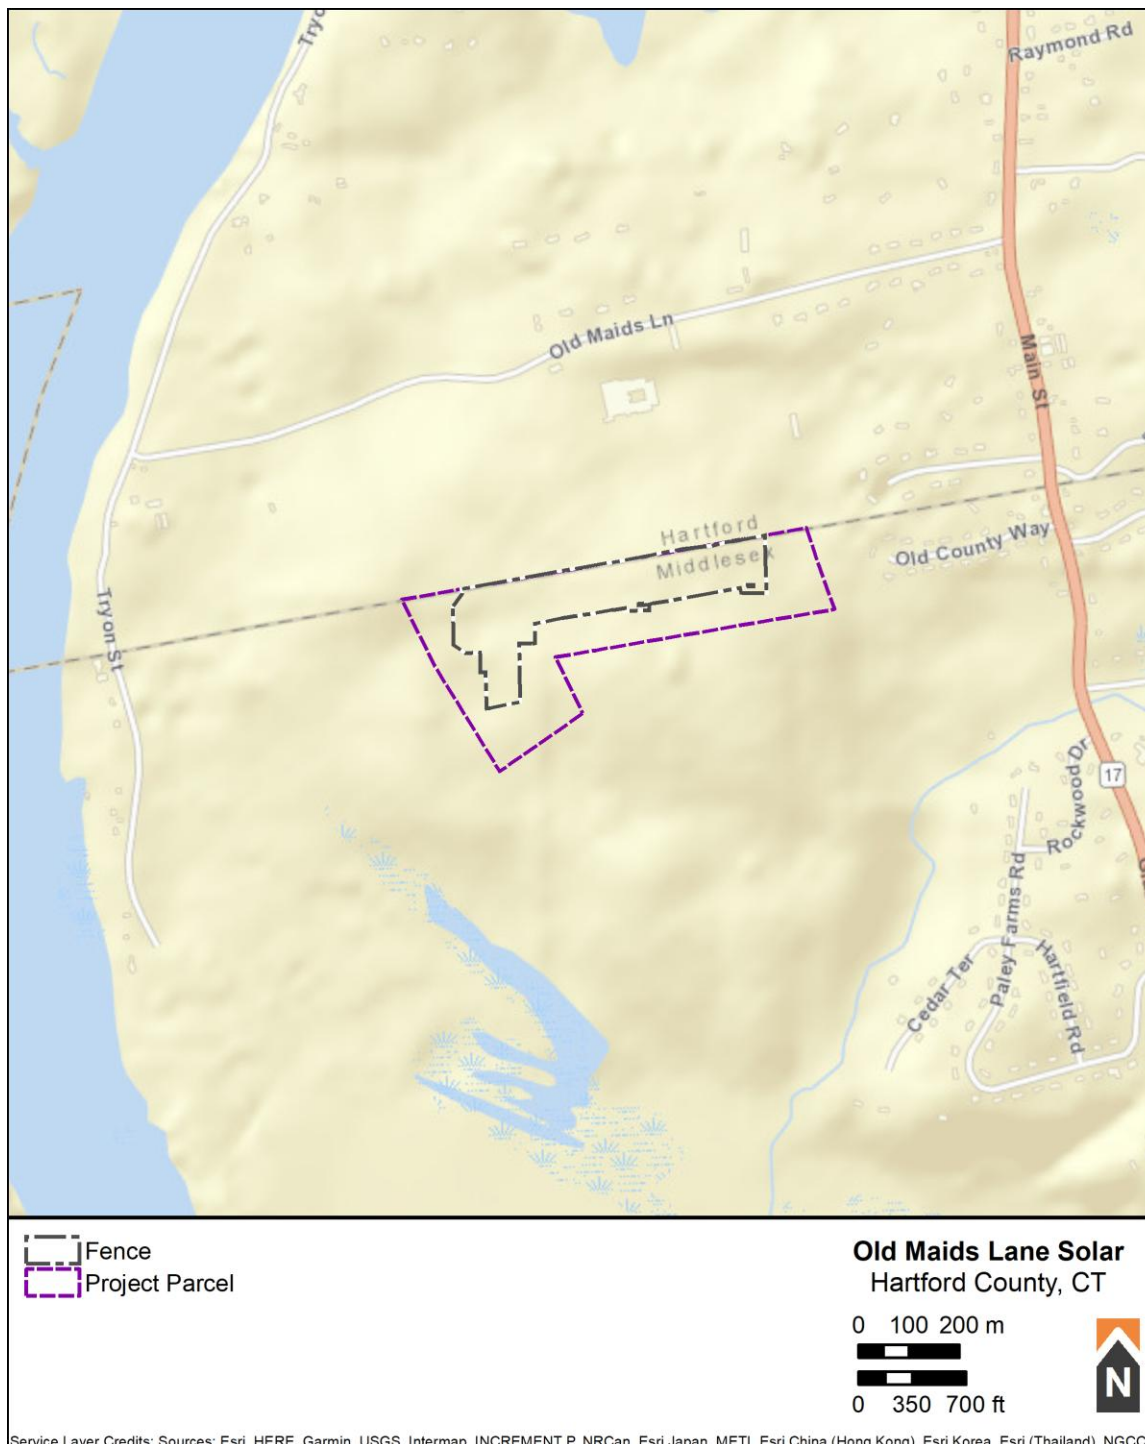 Tryo
Raymond Rd
Old Maids Ln
Main St
Hartford
Middlesex
Old County Way
Tryon St
17
Rockwood Dr
Paley Farms Rd
Hartfield Rd
Cedar Ter
Fence
Project Parcel
Old Maids Lane Solar
Hartford County, CT
0 100 200 m
0 350 700 ft
N
Service Layer Credits: Sources: Esri, HERE, Garmin, USGS, Intermap, INCREMENT P, NRCan, Esri Japan, METI, Esri China (Hong Kong), Esri Korea, Esri (Thailand), NGCC